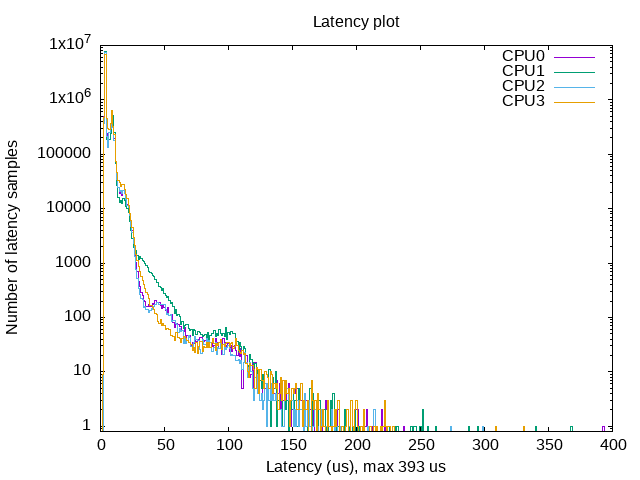 Latency plot
Number of latency samples
1x10^7
1x10^6
100000
10000
1000
100
10
1
CPU0
CPU1
CPU2
CPU3
0 50 100 150 200 250 300 350 400
Latency (us), max 393 us